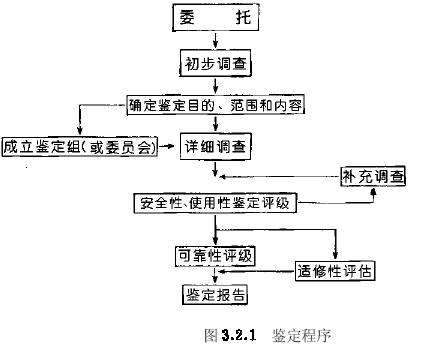 委 托
初步调查
确定鉴定目的、范围和内容
成立鉴定组(或委员会)
详细调查
补充调查
安全性、使用性鉴定评级
可靠性评级
适修性评估
鉴定报告
图 3.2.1 鉴定程序